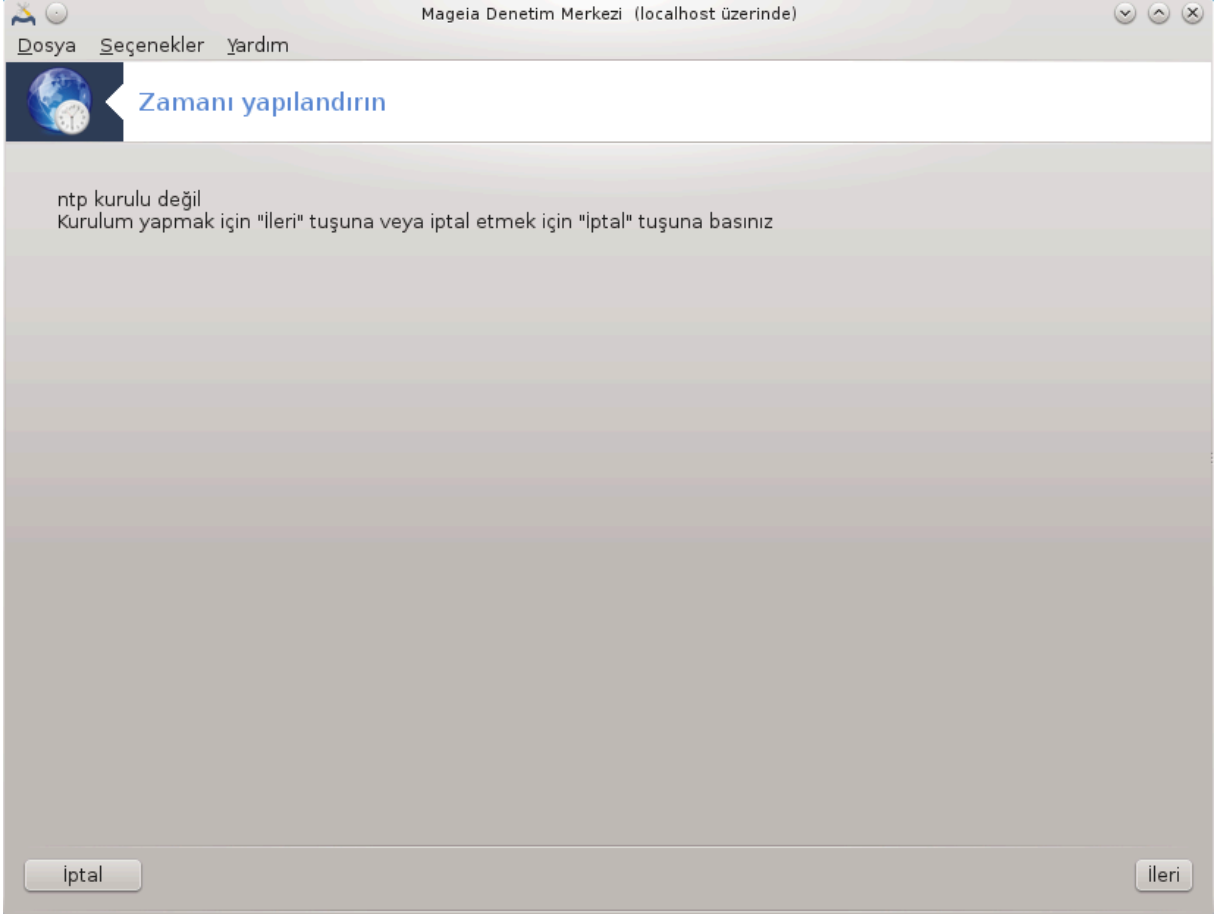 Mageia Denetim Merkezi (localhost üzerinde)
Dosya Seçenekler Yardım
Zamanı yapılandırın
ntp kurulu değil
Kurulum yapmak için "İleri" tuşuna veya iptal etmek için "İptal" tuşuna basınız
İptal İleri